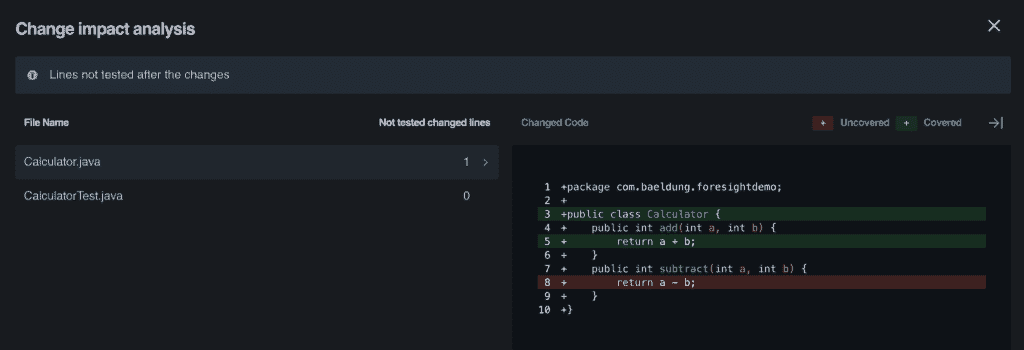 Change impact analysis
Lines not tested after the changes
File Name Not tested changed lines
Calculator.java 1
CalculatorTest.java 0
Changed Code + Uncovered + Covered
1 +package com.baeldung.foresightdemo;
2 +
3 +public class Calculator {
4 +    public int add(int a, int b) {
5 +        return a + b;
6 +    }
7 +    public int subtract(int a, int b) {
8 +        return a - b;
9 +    }
10 +}